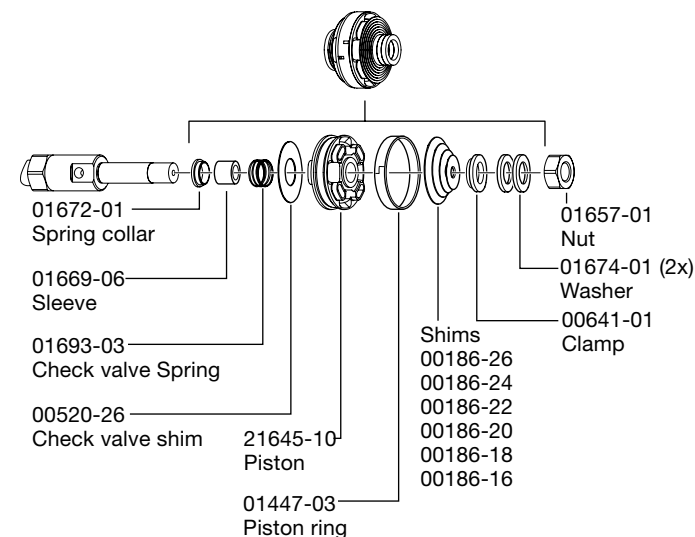 01672-01
Spring collar
01669-06
Sleeve
01693-03
Check valve Spring
00520-26
Check valve shim
21645-10
Piston
01447-03
Piston ring
Shims
00186-26
00186-24
00186-22
00186-20
00186-18
00186-16
01657-01
Nut
01674-01 (2x)
Washer
00641-01
Clamp